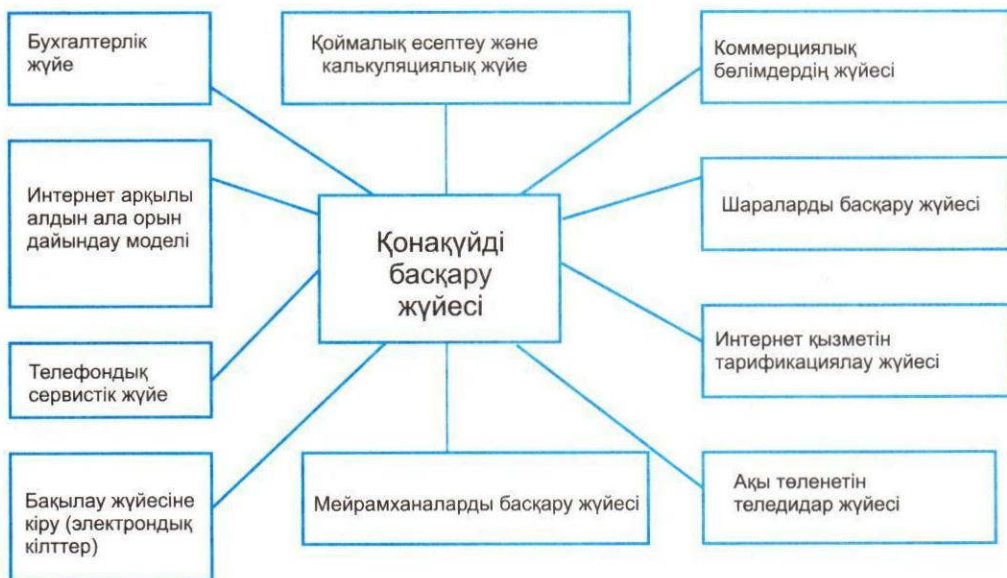 Бухгалтерлік
жүйе
Қоймалық есептеу және
калькуляциялық жүйе
Коммерциялық
бөлімдердің жүйесі
Интернет арқылы
алдын ала орын
дайындау моделі
Қонақүйді
басқару
жүйесі
Шараларды басқару жүйесі
Телефондық
сервистік жүйе
Интернет қызметін
тарификациялау жүйесі
Бақылау жүйесіне
кіру (электрондық
кілттер)
Мейрамханаларды басқару жүйесі
Ақы төленетін
теледидар жүйесі